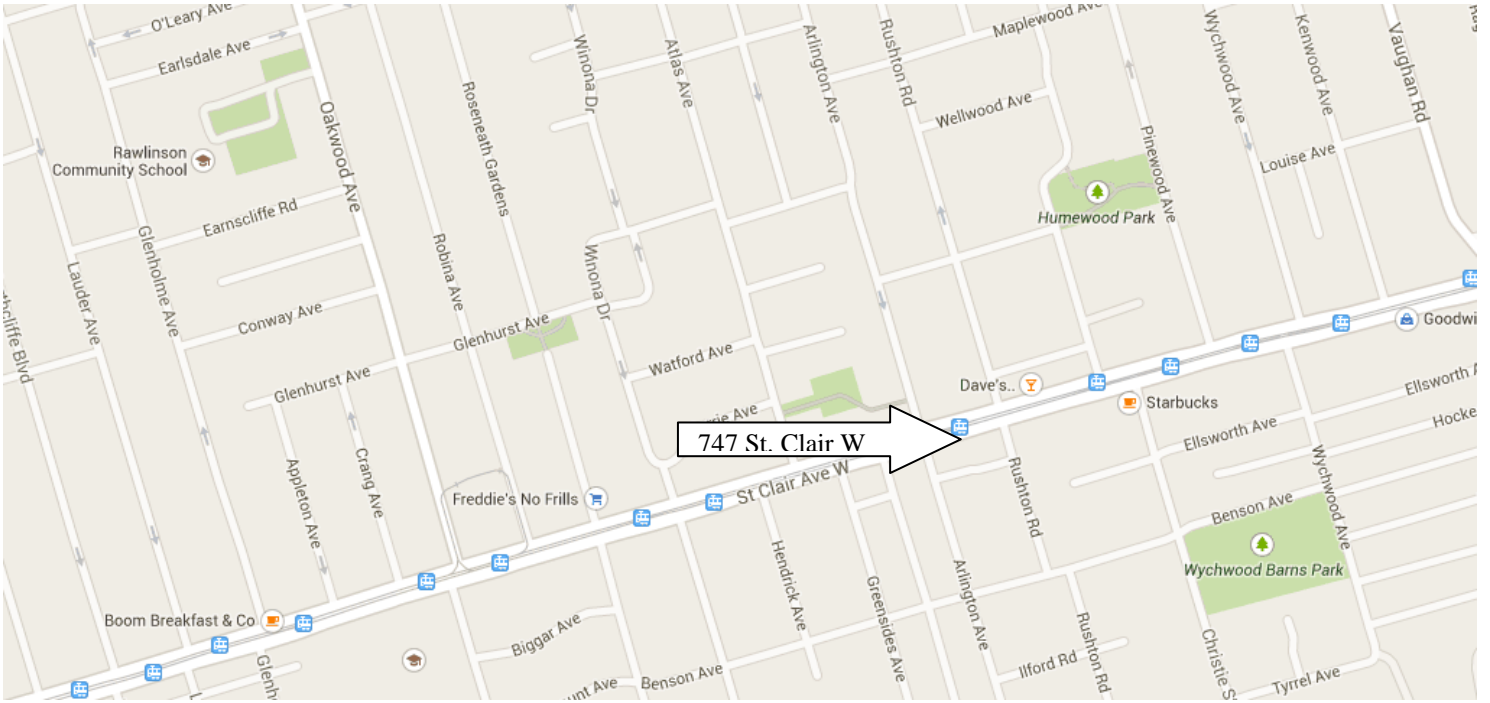 O'Leary Ave
Earlsdale Ave
Rawlinson
Community School
Earnscliffe Rd
Oakwood Ave
Glenholme Ave
Lauder Ave
Conway Ave
Glenhurst Ave
Appleton Ave
Crang Ave
Robina Ave
Roseneath Gardens
Glenhurst Ave
Winona Dr
Winona Dr
Atlas Ave
Arlington Ave
Rushton Rd
Maplewood
Wellwood Ave
Humewood Park
Pinewood Ave
Wychwood Ave
Kenwood Ave
Vaughan Rd
Louise Ave
Watford Ave
Ave
Dave's..
Starbucks
Ellsworth
Ellsworth Ave
Wychwood Ave
747 St. Clair W
St Clair Ave W
Freddie's No Frills
Boom Breakfast & Co
Biggar Ave
Benson Ave
Ave
Hendrick Ave
Greensides Ave
Arlington Ave
Rushton Rd
Rushton Rd
Ilford Rd
Benson Ave
Wychwood Barns Park
Christie
Tyrrel Ave
Blvd